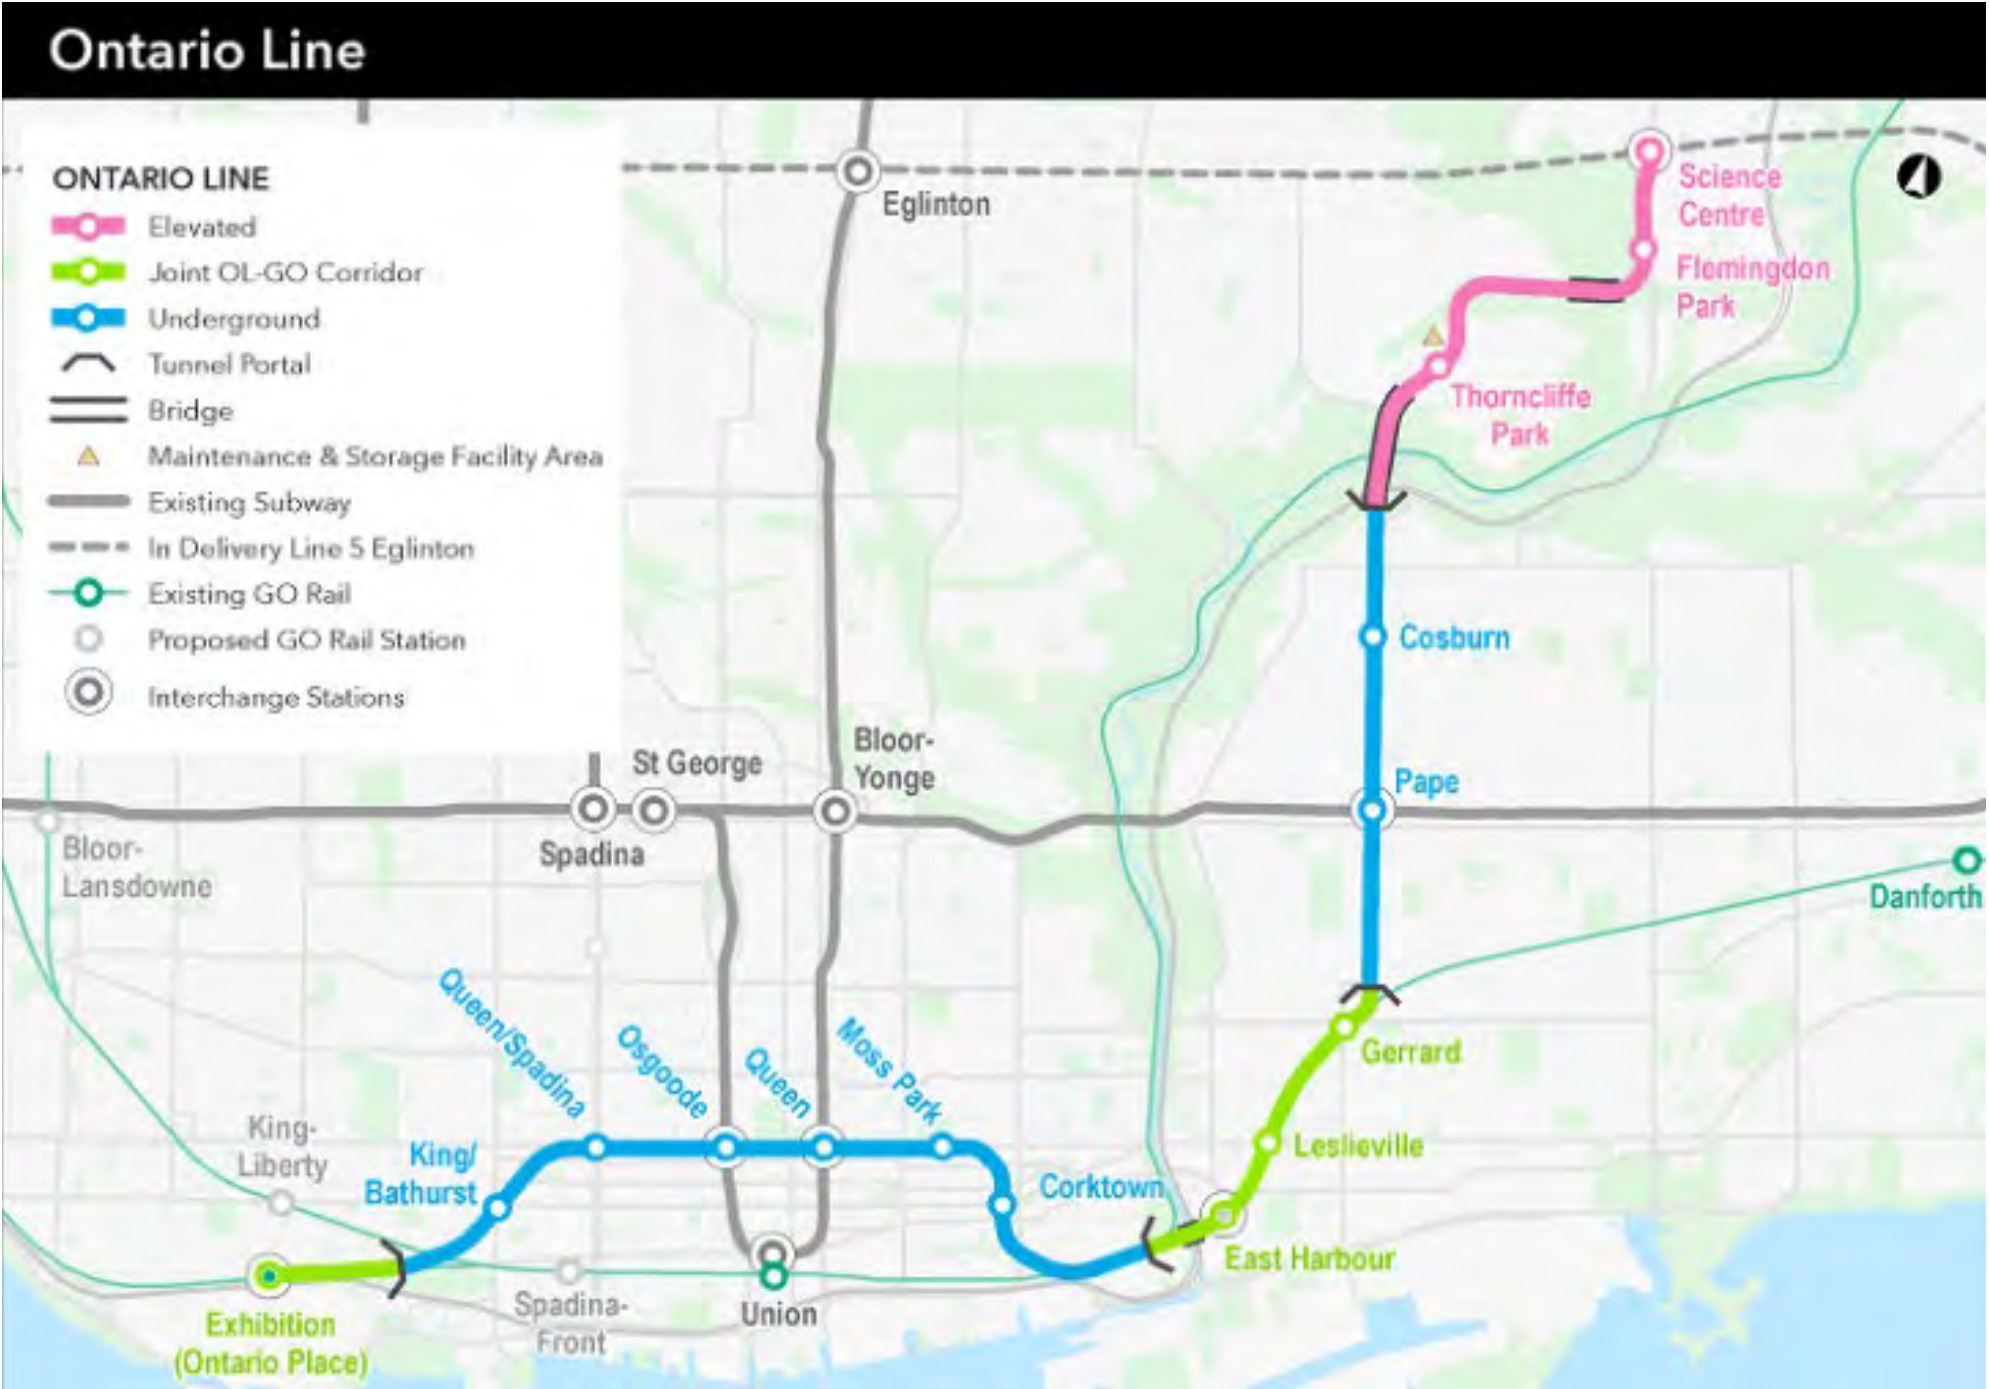 Ontario Line
ONTARIO LINE
Elevated
Joint OL-GO Corridor
Underground
Tunnel Portal
Bridge
Maintenance & Storage Facility Area
Existing Subway
In Delivery Line 5 Eglinton
Existing GO Rail
Proposed GO Rail Station
Interchange Stations
Eglinton
Science
Centre
Flemingdon
Park
Thorncliffe
Park
Cosburn
Pape
Bloor-
Yonge
St George
Spadina
Bloor-
Lansdowne
Danforth
Queen/Spadina
Osgoode
Queen
Moss Park
Gerrard
Leslieville
King-
Liberty
King/
Bathurst
Corktown
East Harbour
Exhibition
(Ontario Place)
Spadina-
Front
Union